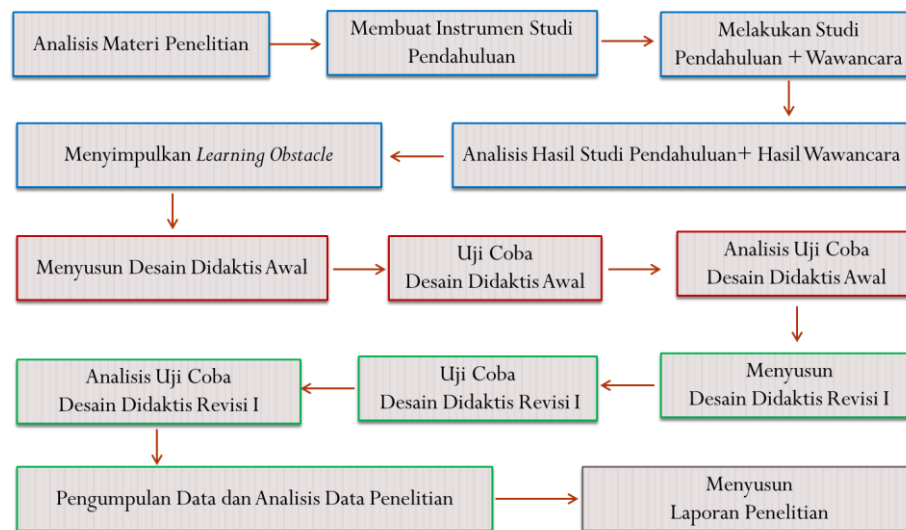 Analisis Materi Penelitian
Membuat Instrumen Studi
Pendahuluan
Melakukan Studi
Pendahuluan + Wawancara
Analisis Hasil Studi Pendahuluan+ Hasil Wawancara
Menyimpulkan Learning Obstacle
Menyusun Desain Didaktis Awal
Uji Coba
Desain Didaktis Awal
Analisis Uji Coba
Desain Didaktis Awal
Menyusun
Desain Didaktis Revisi I
Uji Coba
Desain Didaktis Revisi I
Analisis Uji Coba
Desain Didaktis Revisi I
Pengumpulan Data dan Analisis Data Penelitian
Menyusun
Laporan Penelitian